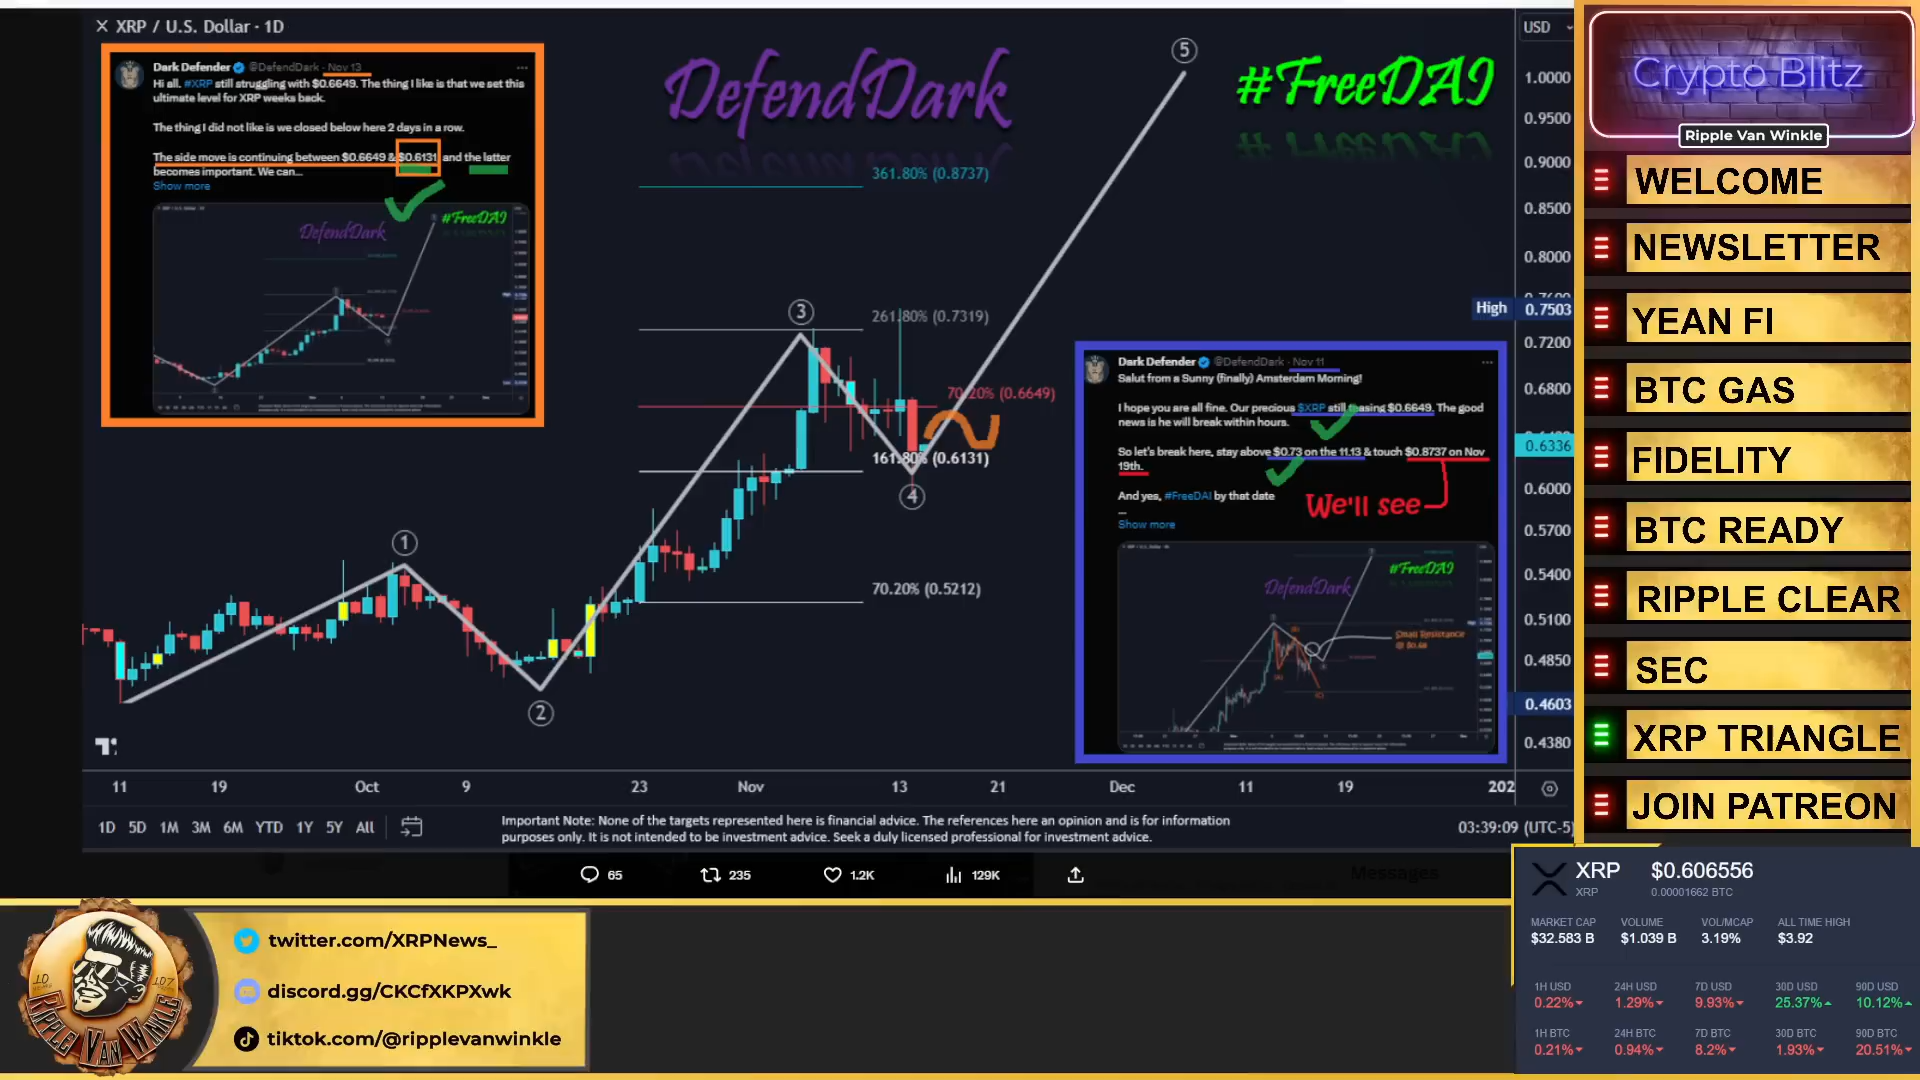 XRP / U.S. Dollar · 1D
Dark Defender @DefendDark · Nov 13
Hi all. #XRP still struggling with $0.6649. The thing I like is that we set this
ultimate level for XRP weeks back.
The thing I did not like is we closed below here 2 days in a row.
The side move is continuing between $0.6649 & $0.6131 and the latter
becomes important. We can...
Show more
DefendDark
#FreeDAI
DefendDark
#FreeDAI
5
361.80% (0.8737)
3
261.80% (0.7319)
70.20% (0.6649)
161.80% (0.6131)
4
1
70.20% (0.5212)
2
Dark Defender @DefendDark · Nov 11
Salut from a Sunny (finally) Amsterdam Morning!
I hope you are all fine. Our precious $XRP still teasing $0.6649. The good
news is he will break within hours.
So let's break here, stay above $0.73 on the 11.13 & touch $0.8737 on Nov
19th.
And yes, #FreeDAI by that date
...
We'll see
Show more
DefendDark
#FreeDAI
Small Resistance
USD
1.0000
0.9500
0.9000
0.8500
0.8000
High 0.7503
0.7200
0.6800
0.6336
0.6000
0.5700
0.5400
0.5100
0.4850
0.4603
0.4380
11 19 Oct 9 23 Nov 13 21 Dec 11 19 202
1D 5D 1M 3M 6M YTD 1Y 5Y All
Important Note: None of the targets represented here is financial advice. The references here an opinion and is for information
purposes only. It is not intended to be investment advice. Seek a duly licensed professional for investment advice.
03:39:09 (UTC-5)
65 235 1.2K 129K
Messages
Crypto Blitz
Ripple Van Winkle
WELCOME
NEWSLETTER
YEAN FI
BTC GAS
FIDELITY
BTC READY
RIPPLE CLEAR
SEC
XRP TRIANGLE
JOIN PATREON
XRP $0.606556
XRP 0.00001662 BTC
MARKET CAP VOLUME VOL/MCAP ALL TIME HIGH
$32.583 B $1.039 B 3.19% $3.92
1H USD 24H USD 7D USD 30D USD 90D USD
0.22% 1.29% 9.93% 25.37% 10.12%
1H BTC 24H BTC 7D BTC 30D BTC 90D BTC
0.21% 0.94% 8.2% 1.93% 20.51%
RIPPLE VAN WINKLE
twitter.com/XRPNews_
discord.gg/CKCfXKPXwk
tiktok.com/@ripplevanwinkle